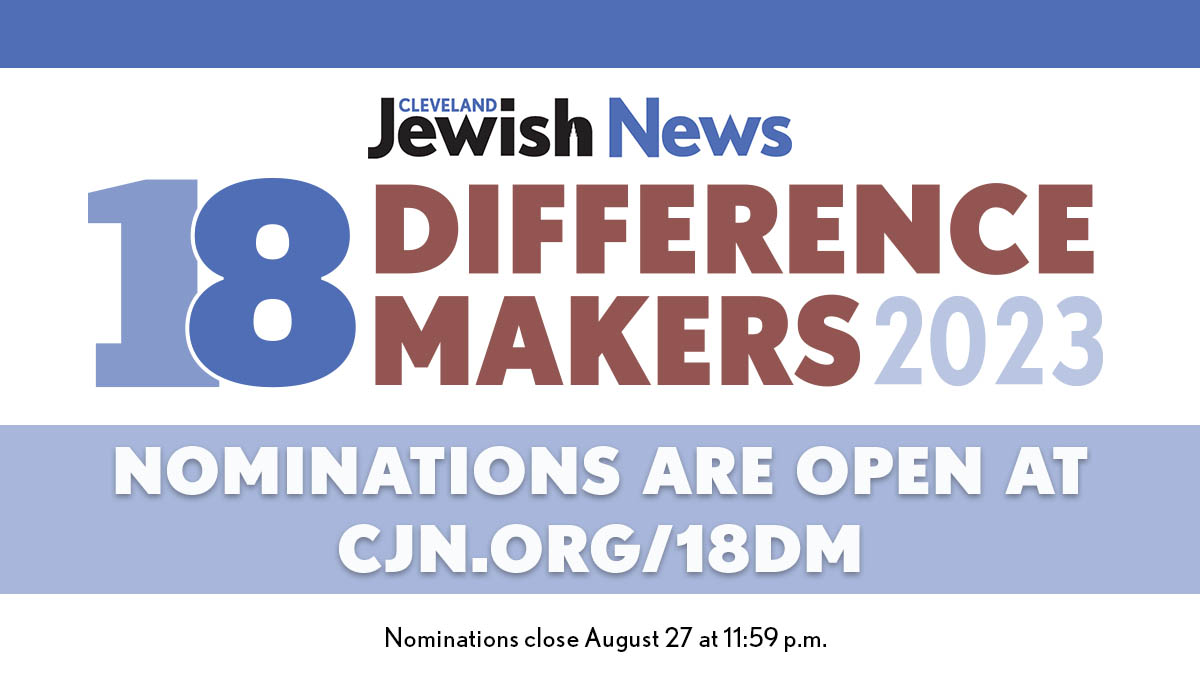 CLEVELAND
Jewish News
18 DIFFERENCE
MAKERS 2023
NOMINATIONS ARE OPEN AT
CJN.ORG/18DM
Nominations close August 27 at 11:59 p.m.